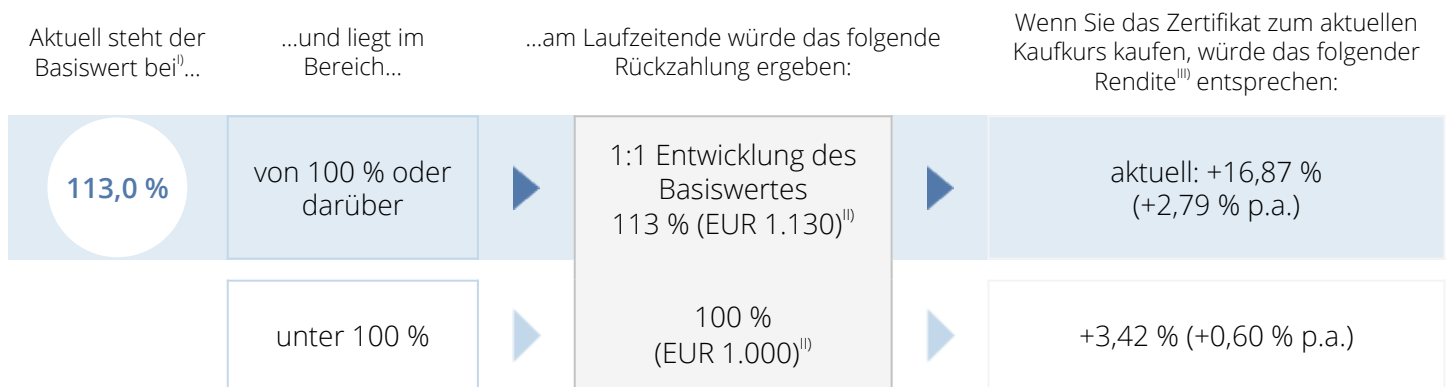 Aktuell steht der
Basiswert bei^I)...
...und liegt im
Bereich...
...am Laufzeitende würde das folgende
Rückzahlung ergeben:
Wenn Sie das Zertifikat zum aktuellen
Kaufkurs kaufen, würde das folgender
Rendite^III) entsprechen:
113,0 %
von 100 % oder
darüber
1:1 Entwicklung des
Basiswertes
113 % (EUR 1.130)^II)
aktuell: +16,87 %
(+2,79 % p.a.)
unter 100 %
100 %
(EUR 1.000)^II)
+3,42 % (+0,60 % p.a.)